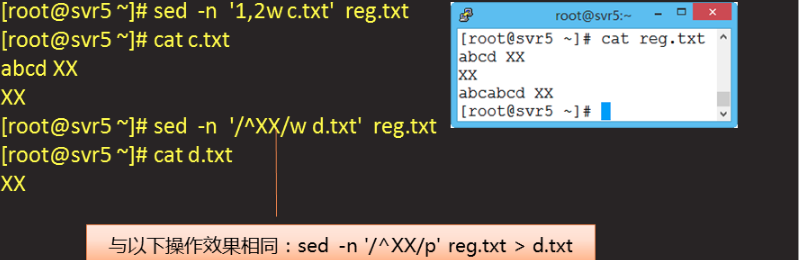 [root@svr5 ~]# sed -n '1,2w c.txt' reg.txt
[root@svr5 ~]# cat c.txt
abcd XX
XX
[root@svr5 ~]# sed -n '/^XX/w d.txt' reg.txt
[root@svr5 ~]# cat d.txt
XX
root@svr5:~
[root@svr5 ~]# cat reg.txt
abcd XX
XX
abcabcd XX
[root@svr5 ~]#
与以下操作效果相同：sed -n '/^XX/p' reg.txt > d.txt